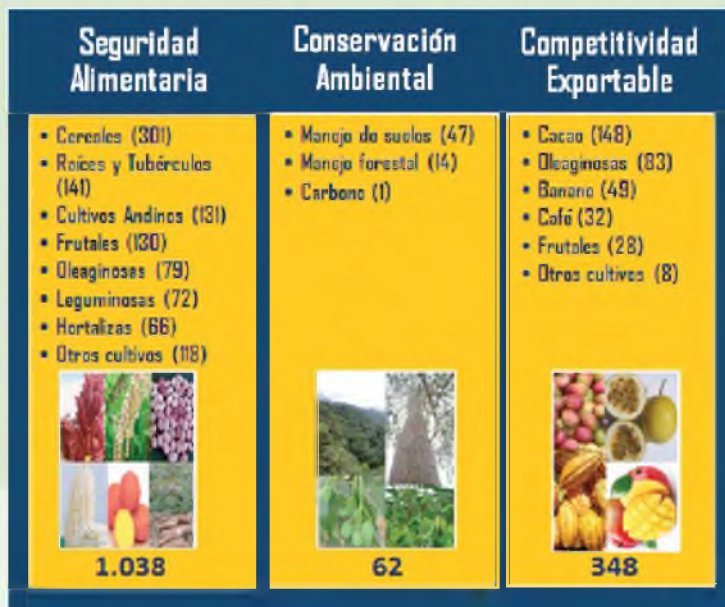 Seguridad
Alimentaria
• Cereales (301)
• Raíces y Tubérculos
(141)
• Cultivos Andinos (131)
• Frutales (130)
• Oleaginosas (79)
• Leguminosas (72)
• Hortalizas (66)
• Otros cultivos (118)
1.038
Conservación
Ambiental
• Manejo de suelos (47)
• Manejo forestal (14)
• Carbono (1)
62
Competitividad
Exportable
• Cacao (148)
• Oleaginosas (83)
• Banano (49)
• Café (32)
• Frutales (28)
• Otros cultivos (8)
348